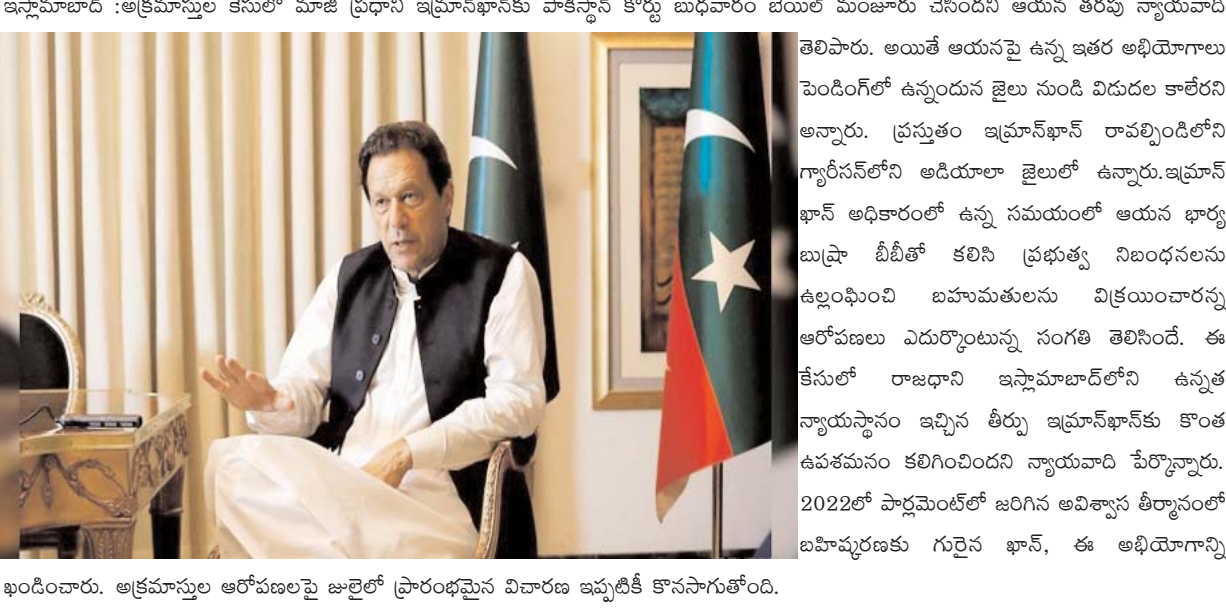 ఇస్లామాబాద్ :అక్రమాస్తుల కేసులో మాజీ ప్రధాని ఇమ్రాన్‌ఖాన్‌కు పాకిస్థాన్ కోర్టు బుధవారం బెయిల్ మంజూరు చేసిందని ఆయన తరపు న్యాయవాది
తెలిపారు. అయితే ఆయనపై ఉన్న ఇతర అభియోగాలు
పెండింగ్‌లో ఉన్నందున జైలు నుండి విడుదల కాలేరని
అన్నారు. ప్రస్తుతం ఇమ్రాన్‌ఖాన్ రావల్పిండిలోని
గ్యారీసన్‌లోని అడియాలా జైలులో ఉన్నారు.ఇమ్రాన్
ఖాన్ అధికారంలో ఉన్న సమయంలో ఆయన భార్య
బుష్రా బీబీతో కలిసి ప్రభుత్వ నిబంధనలను
ఉల్లంఘించి బహుమతులను విక్రయించారన్న
ఆరోపణలు ఎదుర్కొంటున్న సంగతి తెలిసిందే. ఈ
కేసులో రాజధాని ఇస్లామాబాద్‌లోని ఉన్నత
న్యాయస్థానం ఇచ్చిన తీర్పు ఇమ్రాన్‌ఖాన్‌కు కొంత
ఉపశమనం కలిగించిందని న్యాయవాది పేర్కొన్నారు.
2022లో పార్లమెంట్‌లో జరిగిన అవిశ్వాస తీర్మానంలో
బహిష్కరణకు గురైన ఖాన్, ఈ అభియోగాన్ని
ఖండించారు. అక్రమాస్తుల ఆరోపణలపై జులైలో ప్రారంభమైన విచారణ ఇప్పటికీ కొనసాగుతోంది.